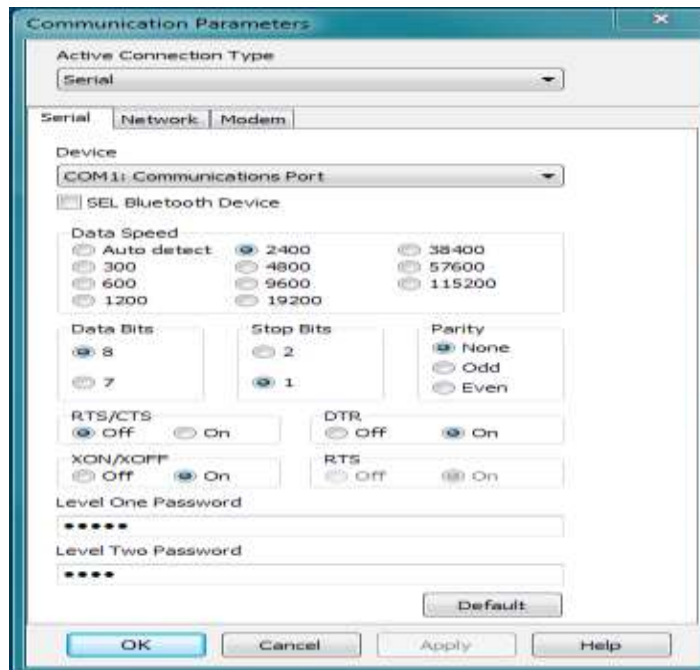 Communication Parameters
Active Connection Type
Serial
Serial Network Modem
Device
COM1: Communications Port
SEL Bluetooth Device
Data Speed
Auto detect 2400 38400
300 4800 57600
600 9600 115200
1200 19200
Data Bits Stop Bits Parity
8 2 None
Odd
7 1 Even
RTS/CTS DTR
Off On Off On
XON/XOFF RTS
Off On Off On
Level One Password
•••••
Level Two Password
••••
Default
OK Cancel Apply Help